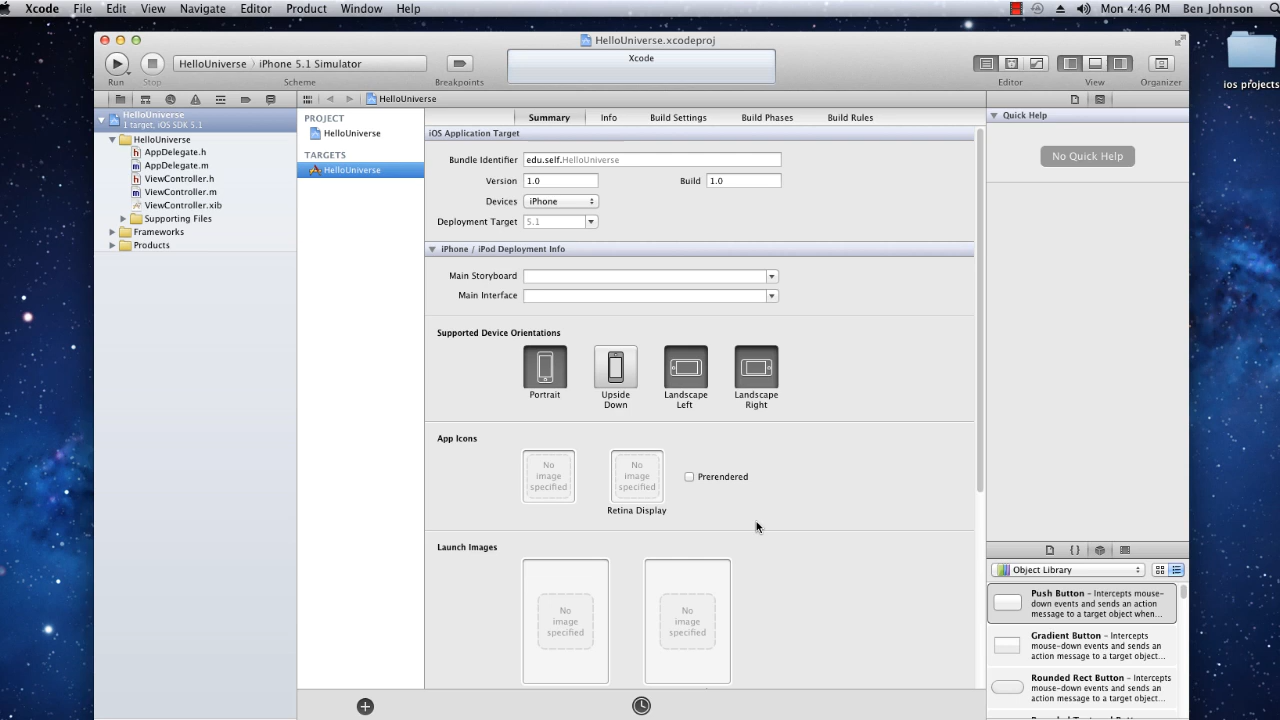 Xcode File Edit View Navigate Editor Product Window Help Mon 4:46 PM Ben Johnson
HelloUniverse.xcodeproj
HelloUniverse iPhone 5.1 Simulator
Xcode
Run Stop Scheme Breakpoints Editor View Organizer
HelloUniverse
HelloUniverse
1 target, iOS SDK 5.1
HelloUniverse
AppDelegate.h
AppDelegate.m
ViewController.h
ViewController.m
ViewController.xib
Supporting Files
Frameworks
Products
PROJECT
HelloUniverse
TARGETS
HelloUniverse
Summary Info Build Settings Build Phases Build Rules
iOS Application Target
Bundle Identifier edu.self.HelloUniverse
Version 1.0 Build 1.0
Devices iPhone
Deployment Target 5.1
iPhone / iPod Deployment Info
Main Storyboard
Main Interface
Supported Device Orientations
Portrait
Upside
Down
Landscape
Left
Landscape
Right
App Icons
No
image
specified
No
image
specified
Prerendered
Retina Display
Launch Images
No
image
specified
No
image
specified
Quick Help
No Quick Help
{ } Object Library
Push Button - Intercepts mouse-
down events and sends an action
message to a target object when...
Gradient Button - Intercepts
mouse-down events and sends an
action message to a target object...
Rounded Rect Button - Intercepts
mouse-down events and sends an
action message to a target object...
ios projects